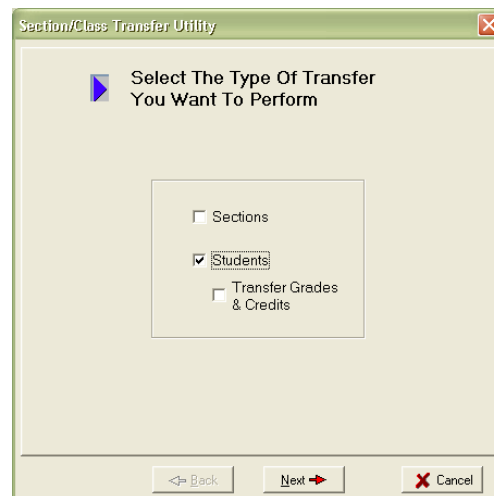 Section/Class Transfer Utility
Select The Type Of Transfer
You Want To Perform
Sections
Students
Transfer Grades
& Credits
Back
Next
Cancel